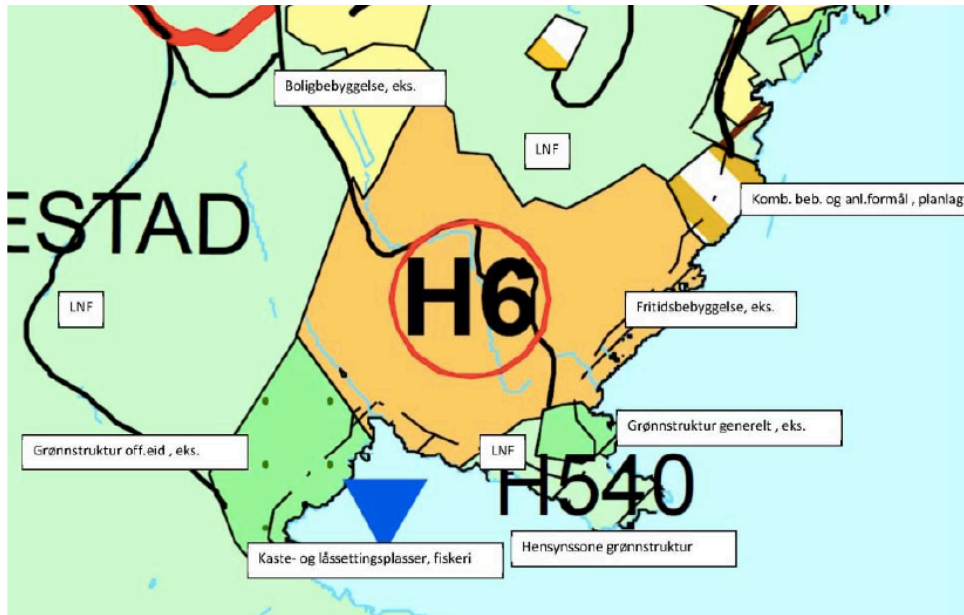 Boligbebyggelse, eks.
LNF
Komb. beb. og anl.formål , planlagt
ESTAD
LNF
H6
Fritidsbebyggelse, eks.
Grønnstruktur off.eid , eks.
LNF
Grønnstruktur generelt , eks.
H540
Kaste- og låssettingsplasser, fiskeri
Hensynssone grønnstruktur